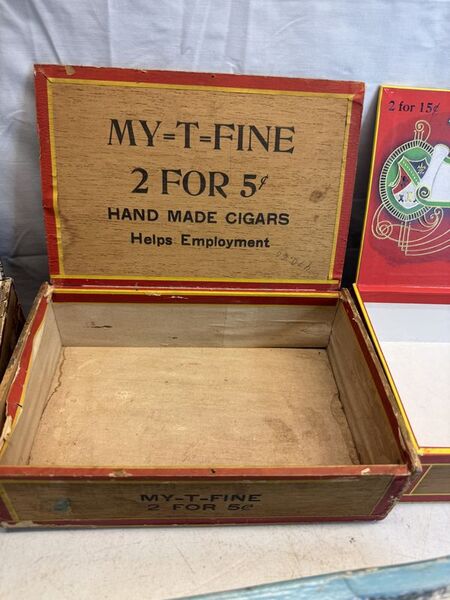 MY=T=FINE
2 FOR 5¢
HAND MADE CIGARS
Helps Employment
MY-T-FINE
2 FOR 5¢
2 for 15¢